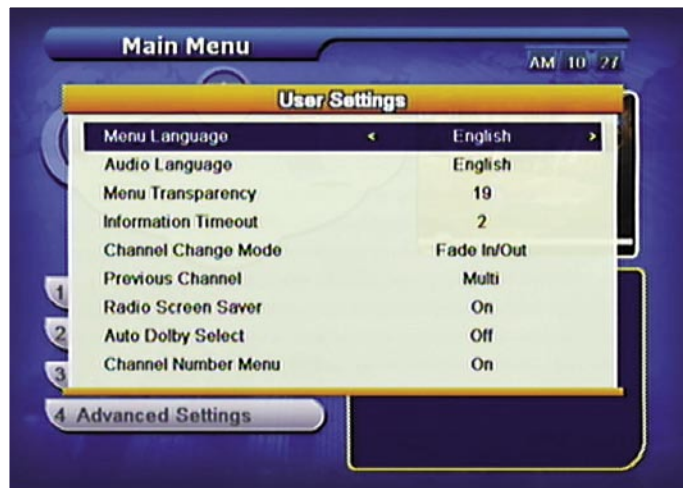 Main Menu
AM 10 27
User Settings
Menu Language < English >
Audio Language English
Menu Transparency 19
Information Timeout 2
Channel Change Mode Fade In/Out
Previous Channel Multi
Radio Screen Saver On
Auto Dolby Select Off
Channel Number Menu On
1
2
3
4 Advanced Settings